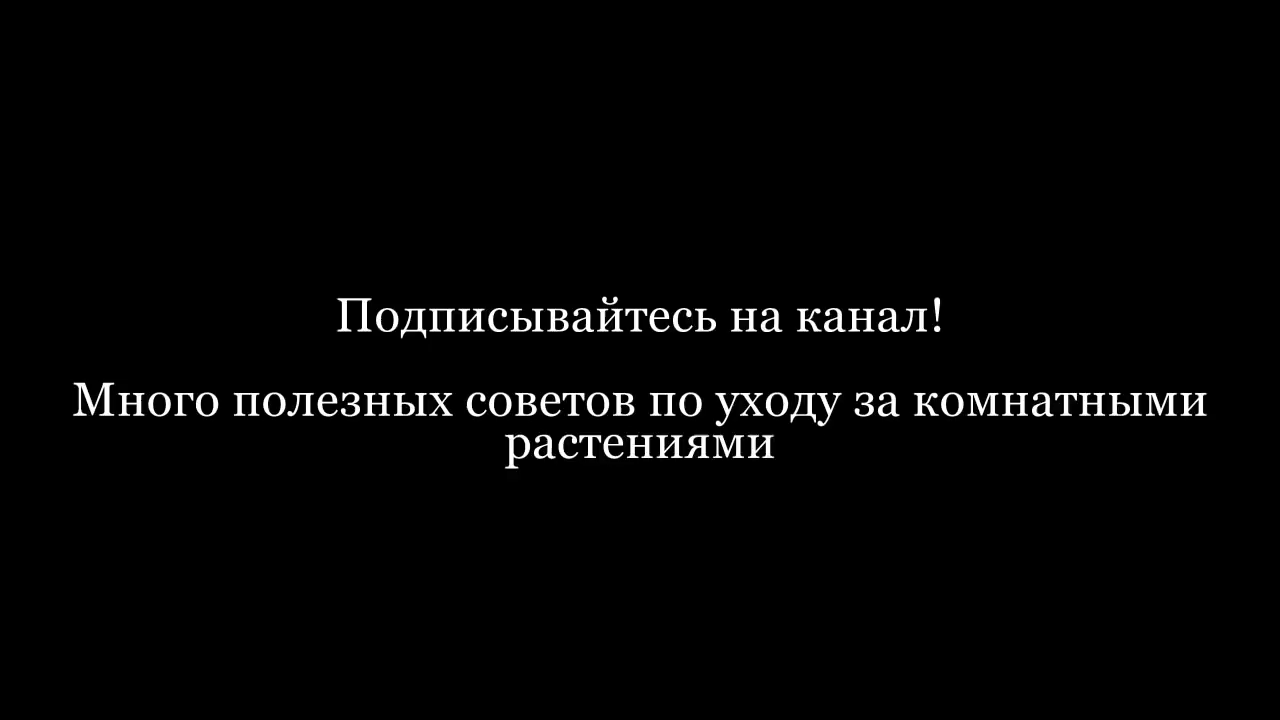 Подписывайтесь на канал!
Много полезных советов по уходу за комнатными
растениями